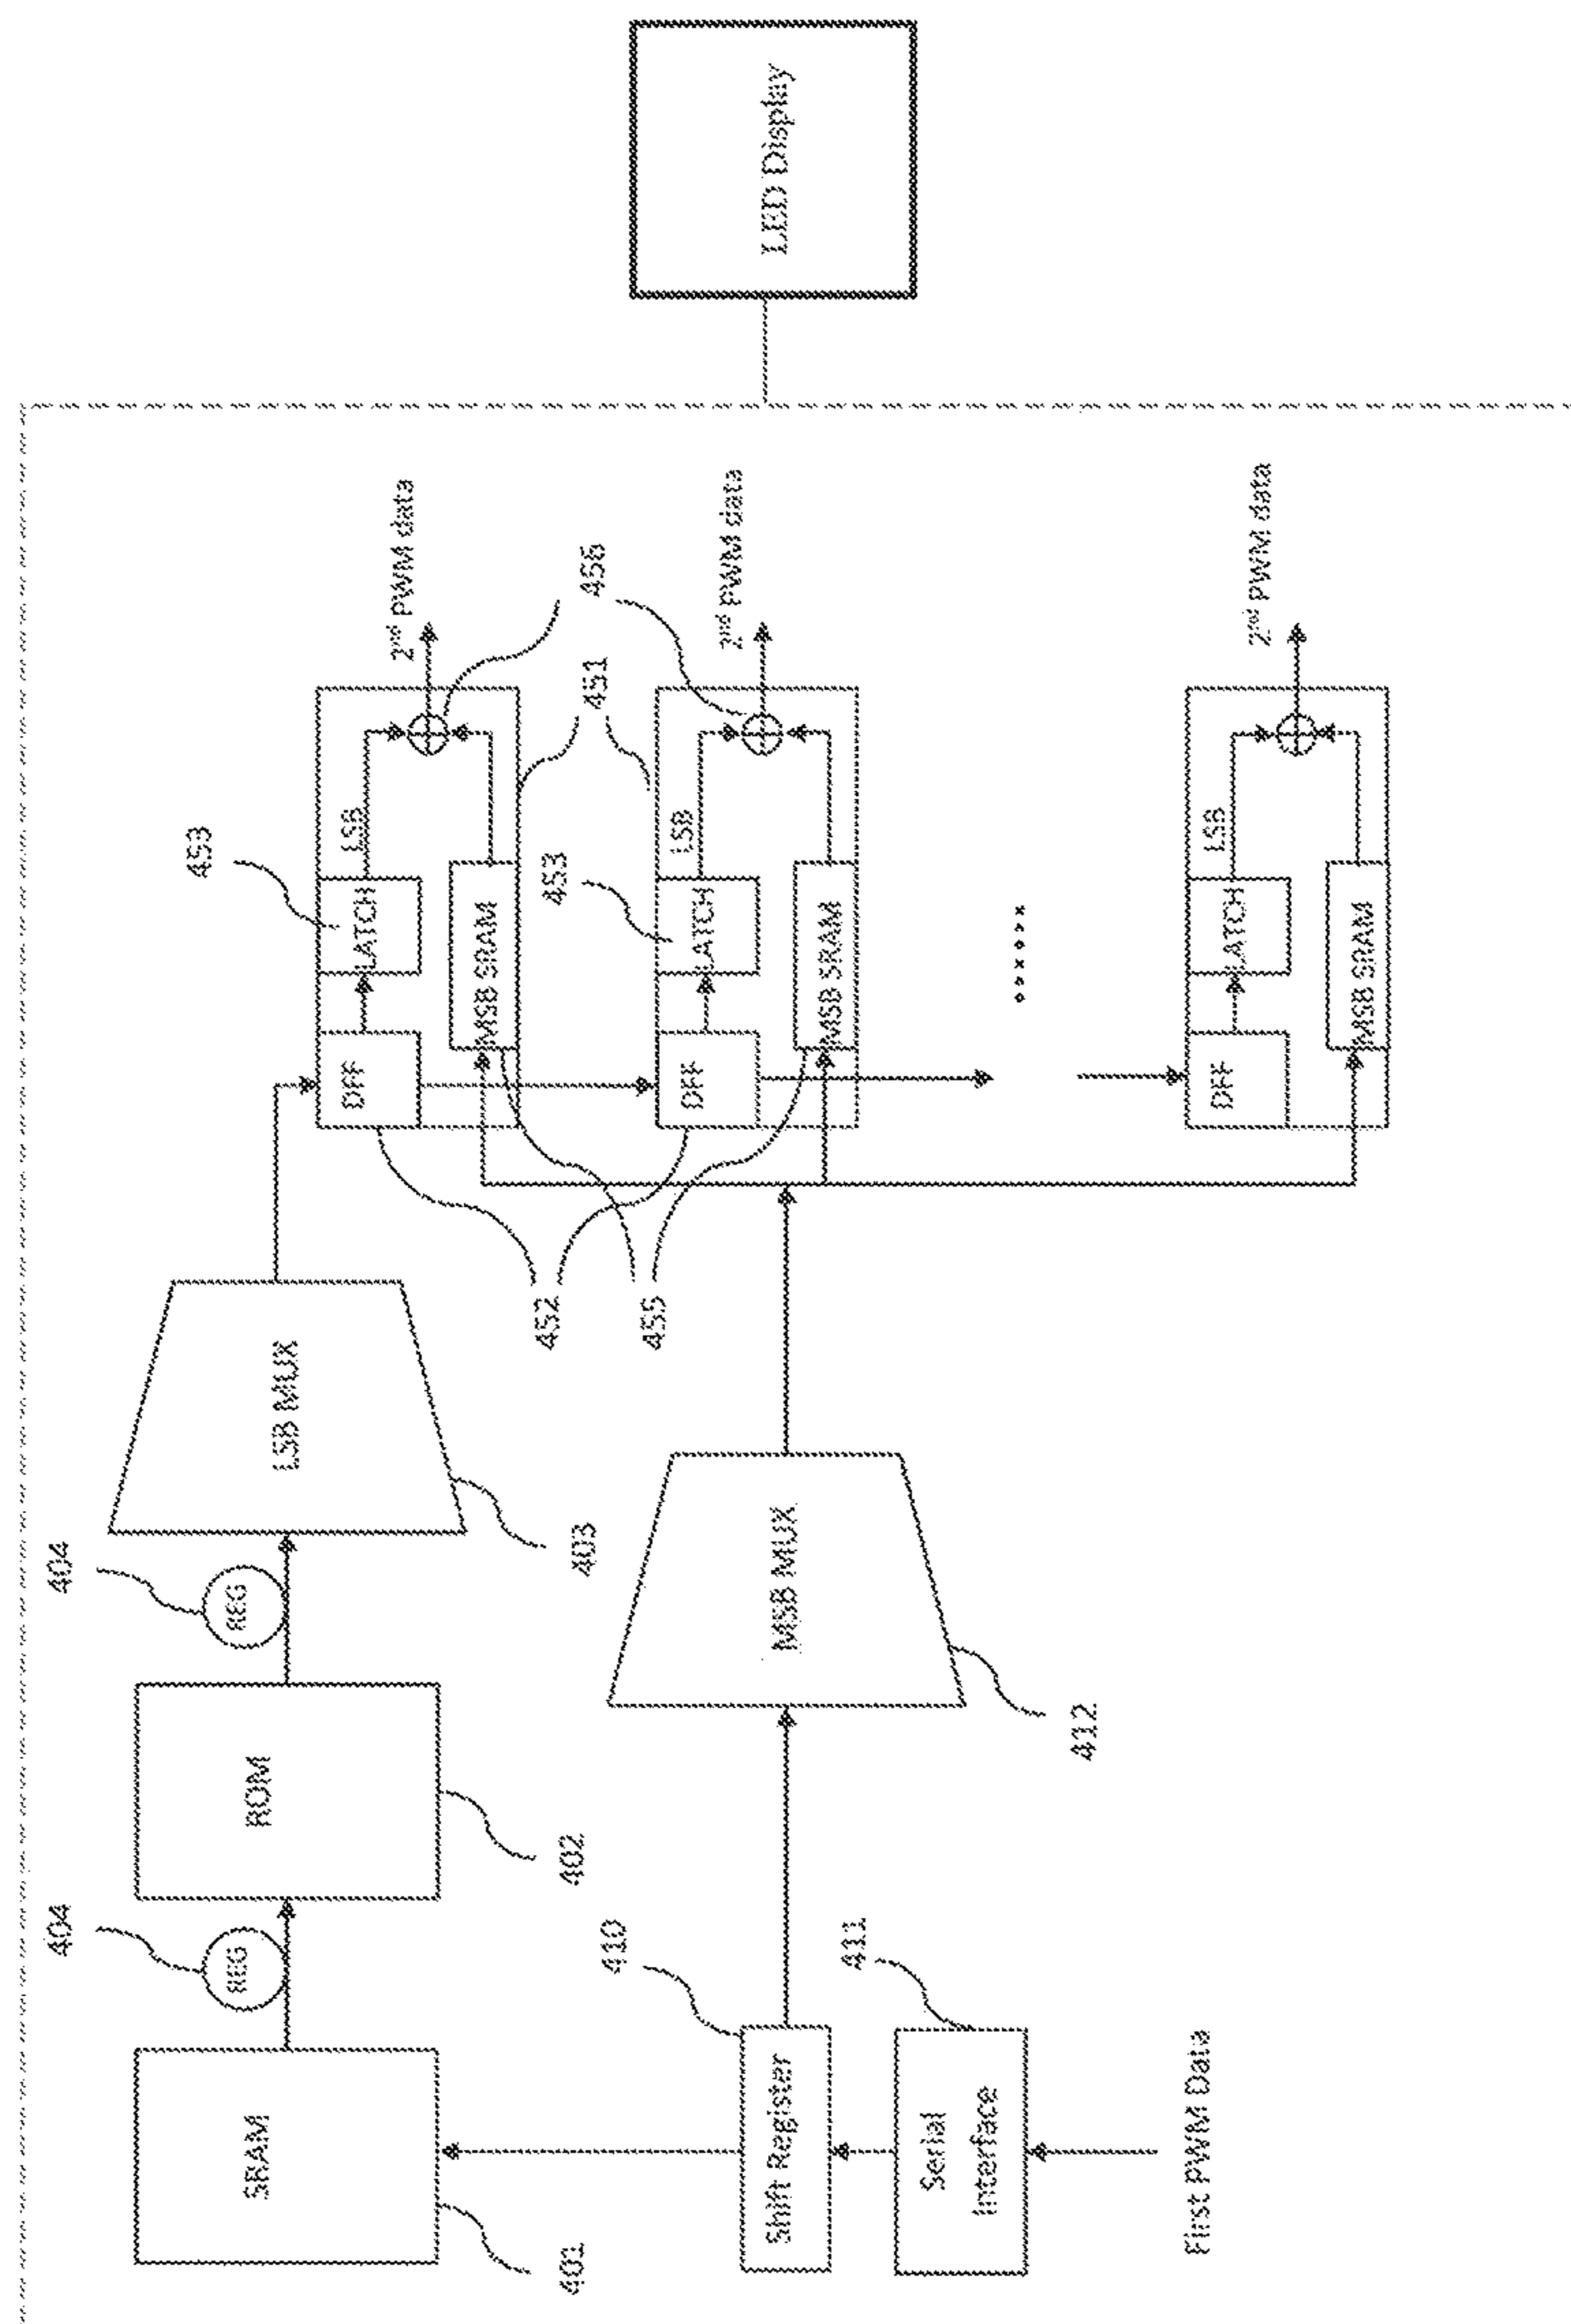 404
404
SRAM
REG
ROM
REG
LSB MUX
401
402
403
453
DFF
LATCH
LSB
2nd PWM data
MSB SRAM
452
455
453
451
456
DFF
LATCH
LSB
2nd PWM data
MSB SRAM
410
Shift Register
411
Serial
Interface
First PWM Data
MSB MUX
412
DFF
LATCH
LSB
2nd PWM data
MSB SRAM
LED Display